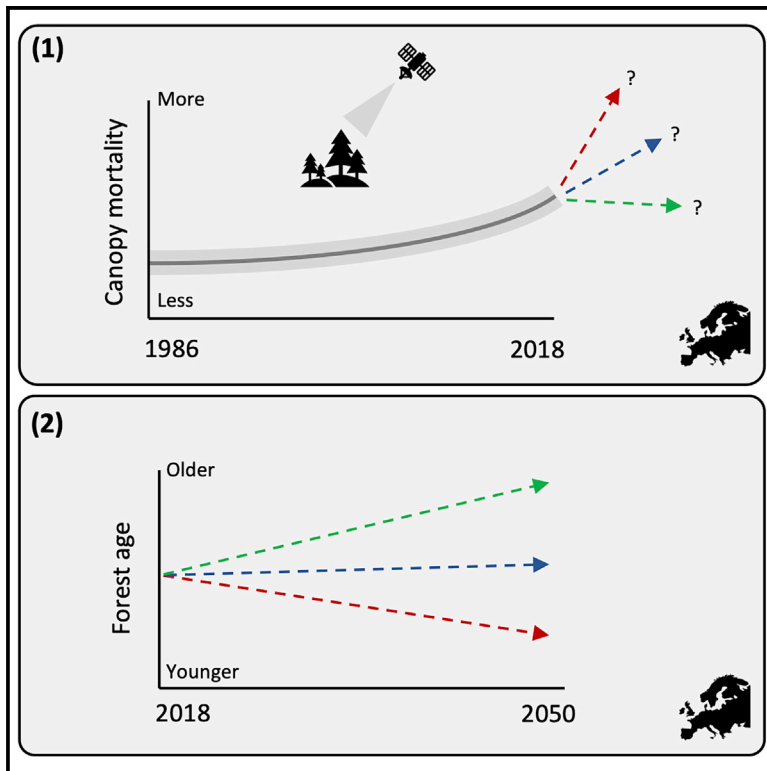 (1)
More
Canopy mortality
Less
1986
2018
?
?
?
(2)
Older
Forest age
Younger
2018
2050